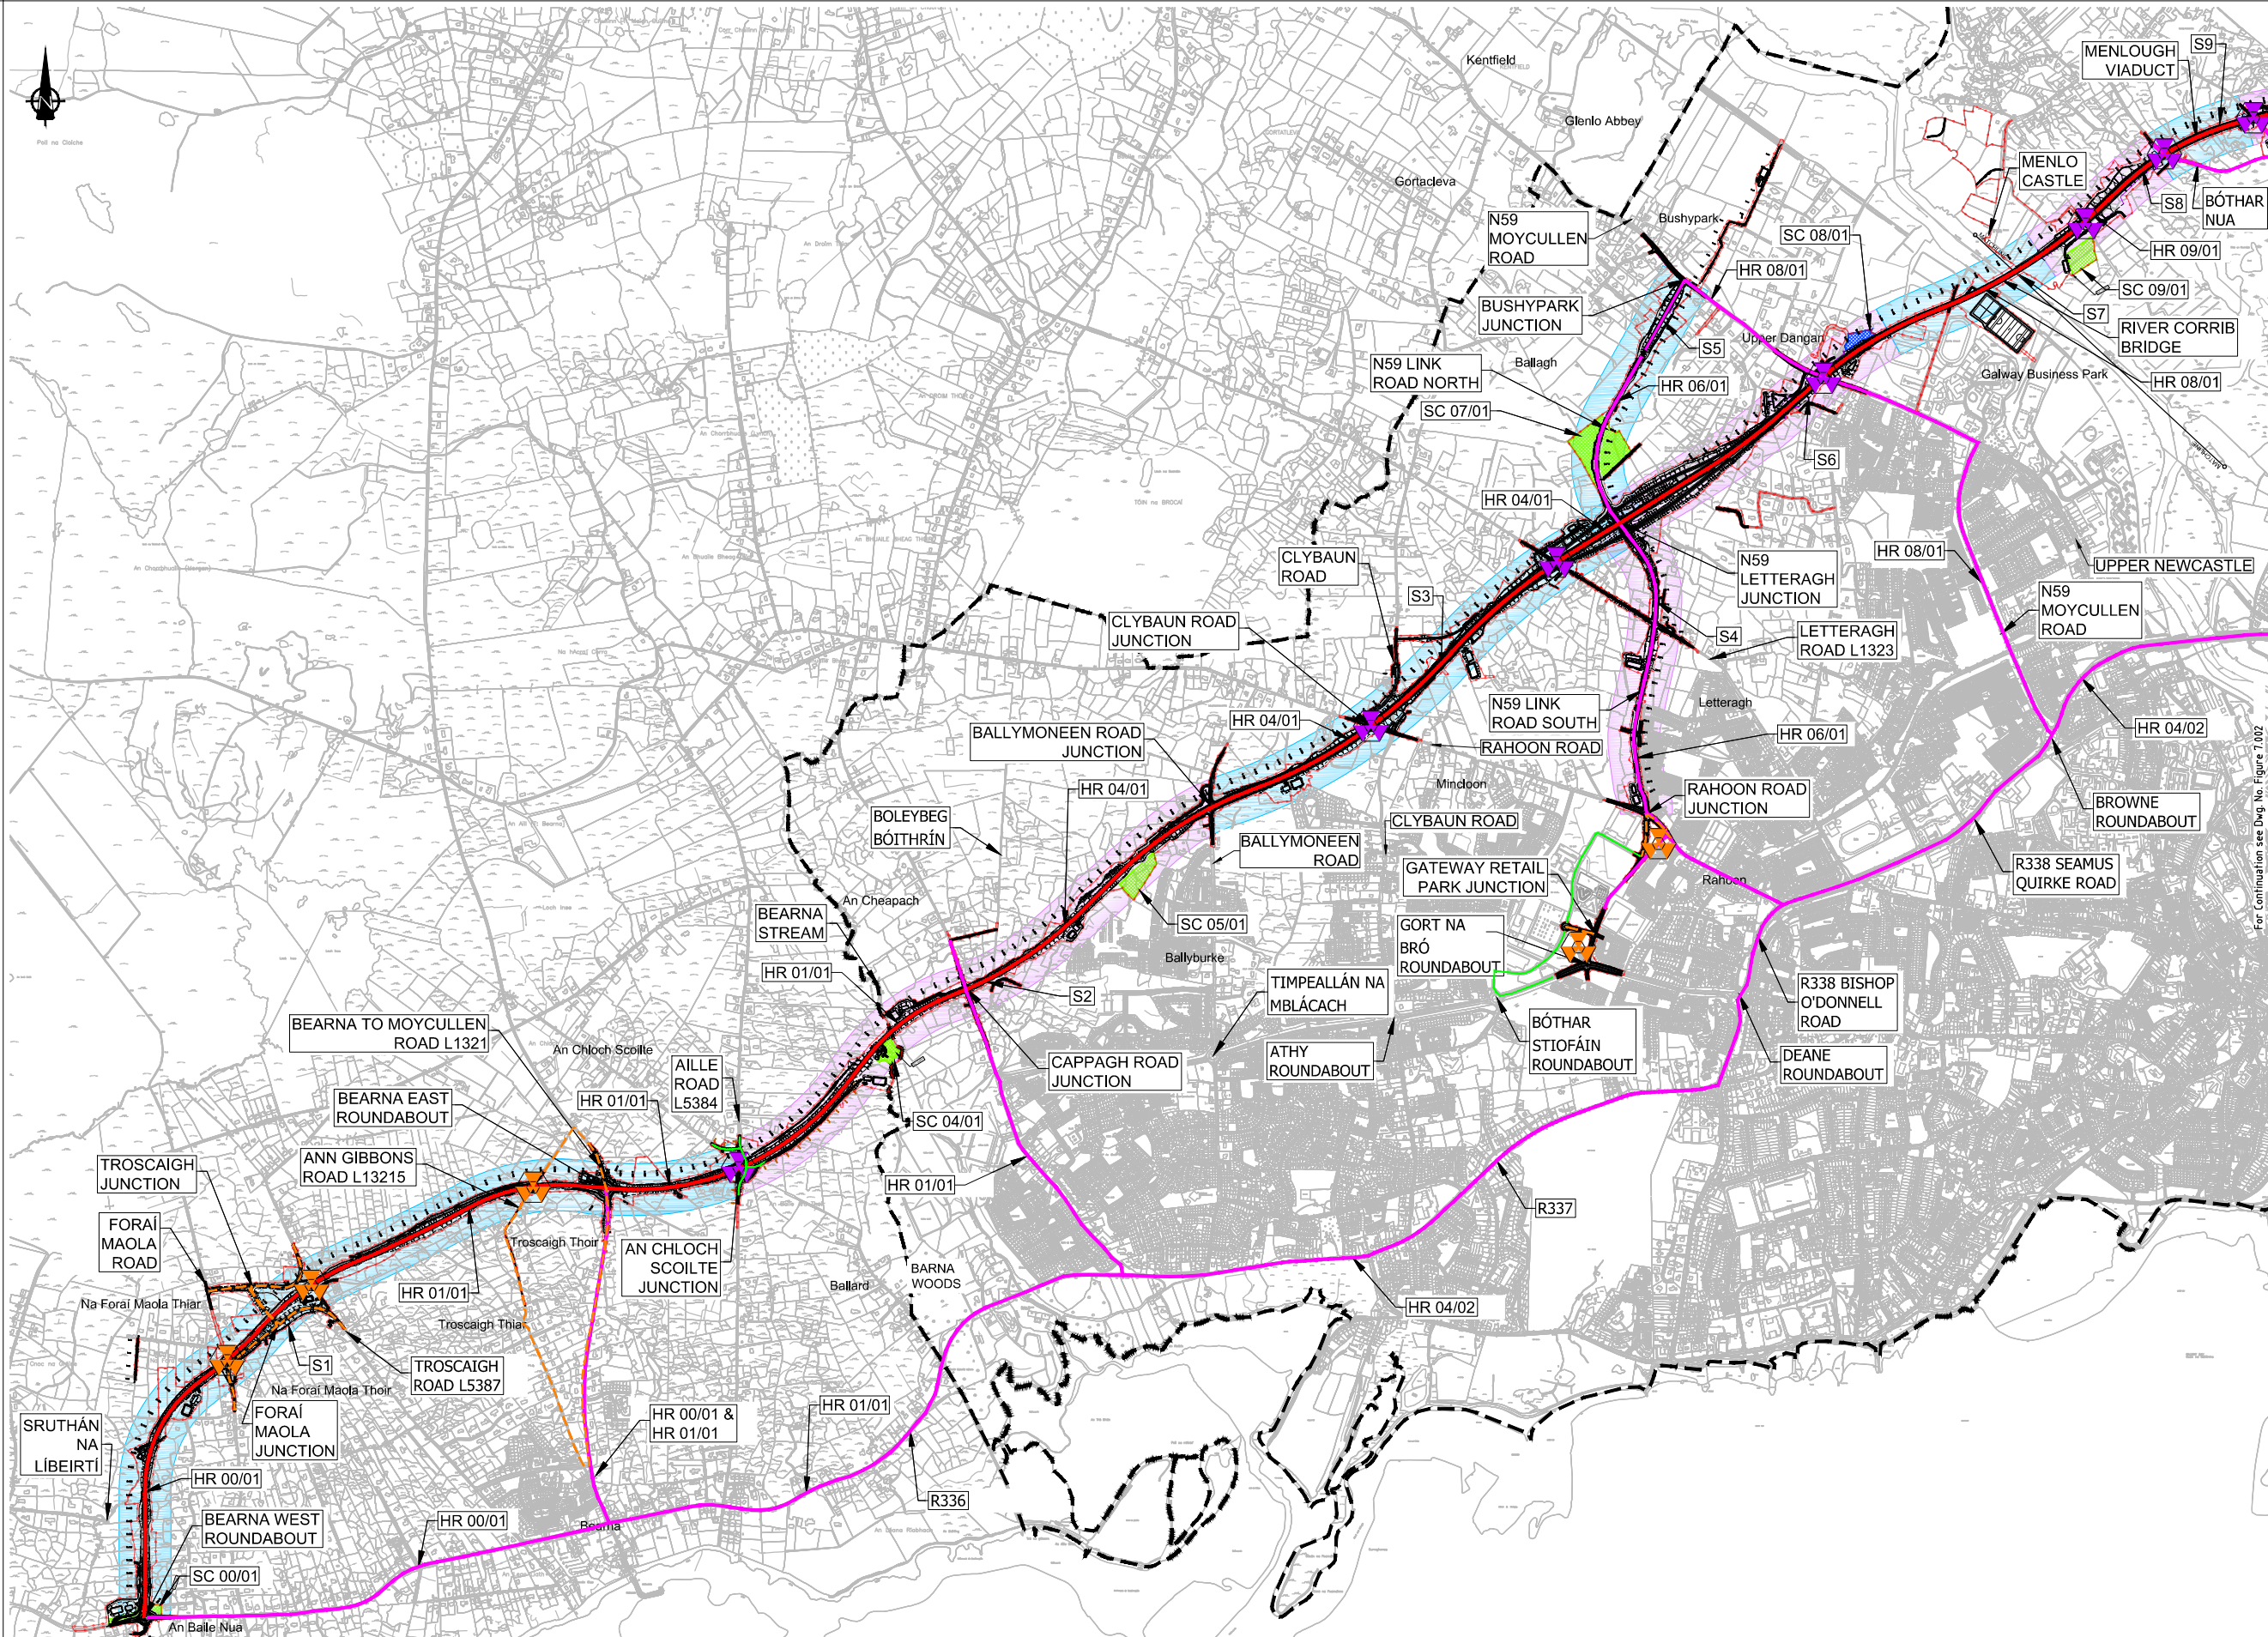 Poll na Cloiche
N
Kentfield
KENTFIELD
Glenlo Abbey
Gortacleva
Bushypark
N59
MOYCULLEN
ROAD
BUSHYPARK
JUNCTION
SC 08/01
HR 08/01
MENLOUGH
VIADUCT
S9
MENLO
CASTLE
S8
BÓTHAR
NUA
HR 09/01
SC 09/01
S7
RIVER CORRIB
BRIDGE
HR 08/01
Upper Dangan
Galway Business Park
S5
Ballagh
N59 LINK
ROAD NORTH
HR 06/01
SC 07/01
S6
HR 04/01
CLYBAUN
ROAD
S3
N59
LETTERAGH
JUNCTION
HR 08/01
UPPER NEWCASTLE
N59
MOYCULLEN
ROAD
S4
LETTERAGH
ROAD L1323
CLYBAUN ROAD
JUNCTION
HR 04/01
N59 LINK
ROAD SOUTH
Letteragh
RAHOON ROAD
HR 06/01
HR 04/02
BALLYMONEEN ROAD
JUNCTION
Mincloon
HR 04/01
RAHOON ROAD
JUNCTION
BROWNE
ROUNDABOUT
BOLEYBEG
BÓITHRÍN
CLYBAUN ROAD
BALLYMONEEN
ROAD
GATEWAY RETAIL
PARK JUNCTION
Rahoon
R338 SEAMUS
QUIRKE ROAD
For Continuation see Dwg. No. Figure 7.002
An Cheapach
BEARNA
STREAM
SC 05/01
Ballyburke
GORT NA
BRÓ
ROUNDABOUT
HR 01/01
S2
TIMPEALLÁN NA
MBLÁCACH
R338 BISHOP
O'DONNELL
ROAD
BEARNA TO MOYCULLEN
ROAD L1321
An Chloch Scoilte
AILLE
ROAD
L5384
CAPPAGH ROAD
JUNCTION
ATHY
ROUNDABOUT
BÓTHAR
STIOFÁIN
ROUNDABOUT
DEANE
ROUNDABOUT
BEARNA EAST
ROUNDABOUT
HR 01/01
SC 04/01
TROSCAIGH
JUNCTION
ANN GIBBONS
ROAD L13215
HR 01/01
R337
FORAÍ
MAOLA
ROAD
Troscaigh Thoir
AN CHLOCH
SCOILTE
JUNCTION
BARNA
WOODS
Ballard
HR 01/01
Na Foraí Maola Thiar
HR 04/02
Troscaigh Thiar
S1
TROSCAIGH
ROAD L5387
Na Foraí Maola Thoir
FORAÍ
MAOLA
JUNCTION
HR 00/01 &
HR 01/01
HR 01/01
SRUTHÁN
NA
LÍBEIRTÍ
HR 00/01
R336
BEARNA WEST
ROUNDABOUT
HR 00/01
Bearna
SC 00/01
An Baile Nua